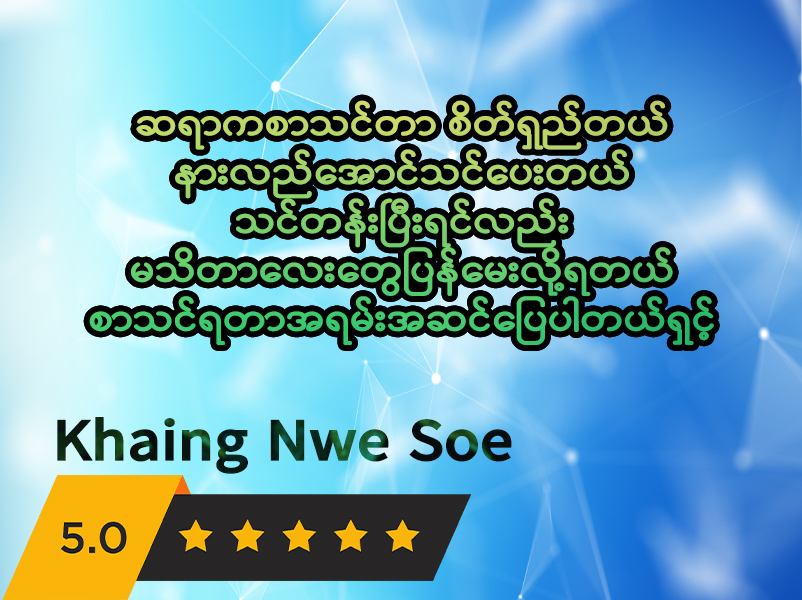 ဆရာကစာသင်တာ စိတ်ရှည်တယ်
နားလည်အောင်သင်ပေးတယ်
သင်တန်းပြီးရင်လည်း
မသိတာလေးတွေပြန်မေးလို့ရတယ်
စာသင်ရတာအရမ်းအဆင်ပြေပါတယ်ရှင့်
Khaing Nwe Soe
5.0